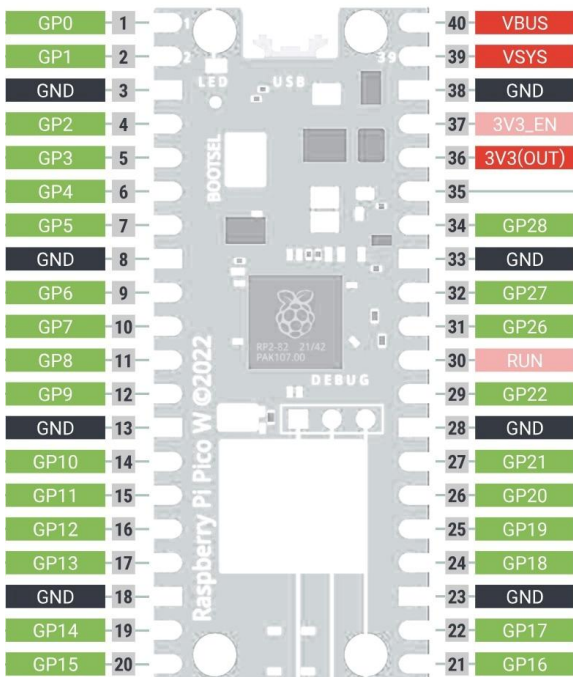 GP0 1 1 40 VBUS
GP1 2 2 39 39 VSYS
GND 3 LED USB 38 GND
GP2 4 37 3V3_EN
GP3 5 36 3V3(OUT)
GP4 6 35
BOOTSEL
GP5 7 34 GP28
GND 8 33 GND
GP6 9 32 GP27
GP7 10 31 GP26
RP2-B2 21/42
PAK107.00
GP8 11 30 RUN
DEBUG
GP9 12 29 GP22
GND 13 28 GND
GP10 14 27 GP21
GP11 15 26 GP20
GP12 16 25 GP19
GP13 17 24 GP18
GND 18 23 GND
GP14 19 22 GP17
GP15 20 21 GP16
Raspberry Pi Pico W ©2022